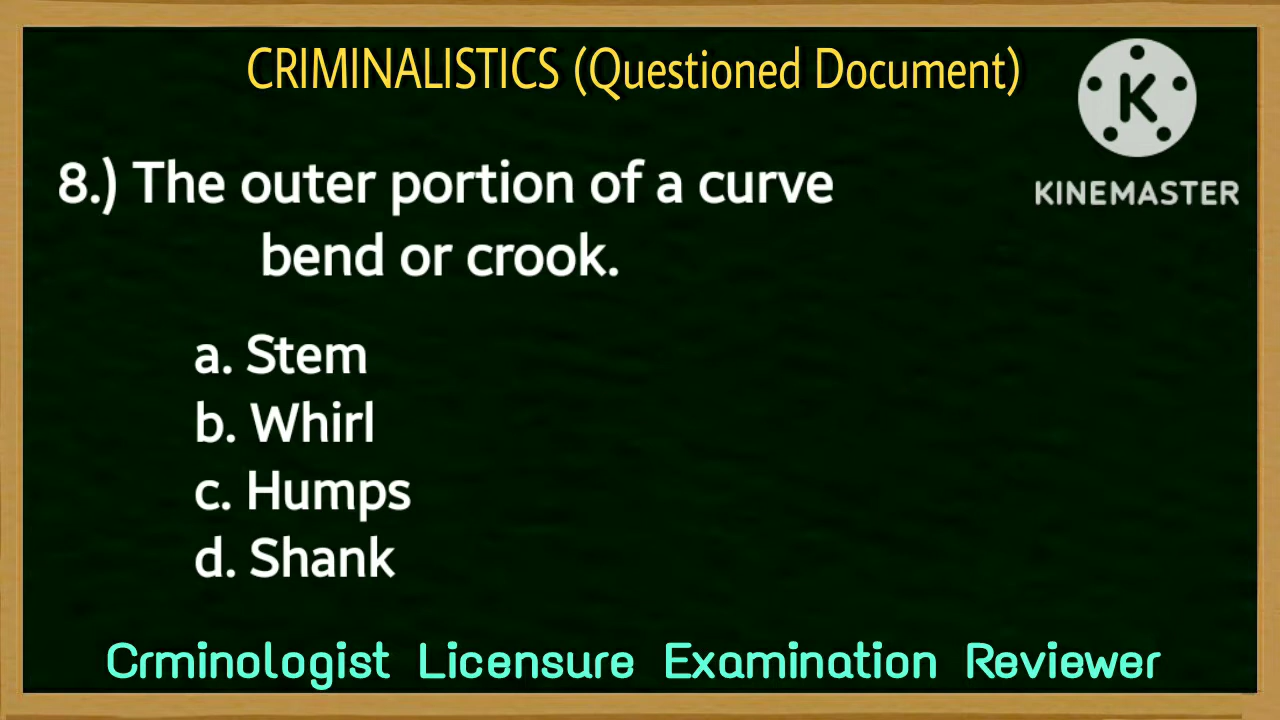 CRIMINALISTICS (Questioned Document)
K
KINEMASTER
8.) The outer portion of a curve
bend or crook.
a. Stem
b. Whirl
c. Humps
d. Shank
Crminologist Licensure Examination Reviewer